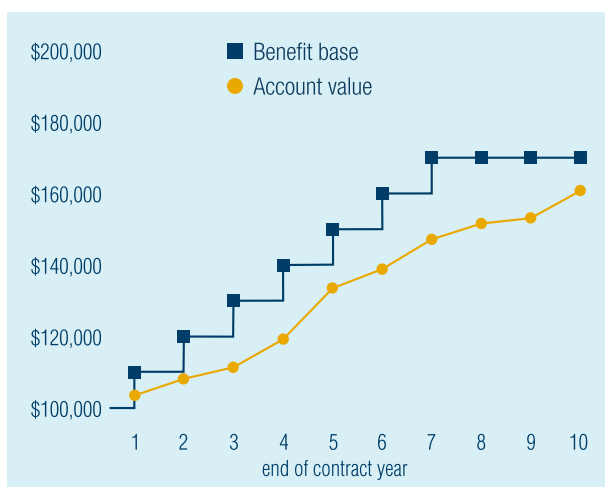 $200,000
Benefit base
Account value
$180,000
$160,000
$140,000
$120,000
$100,000
1 2 3 4 5 6 7 8 9 10
end of contract year